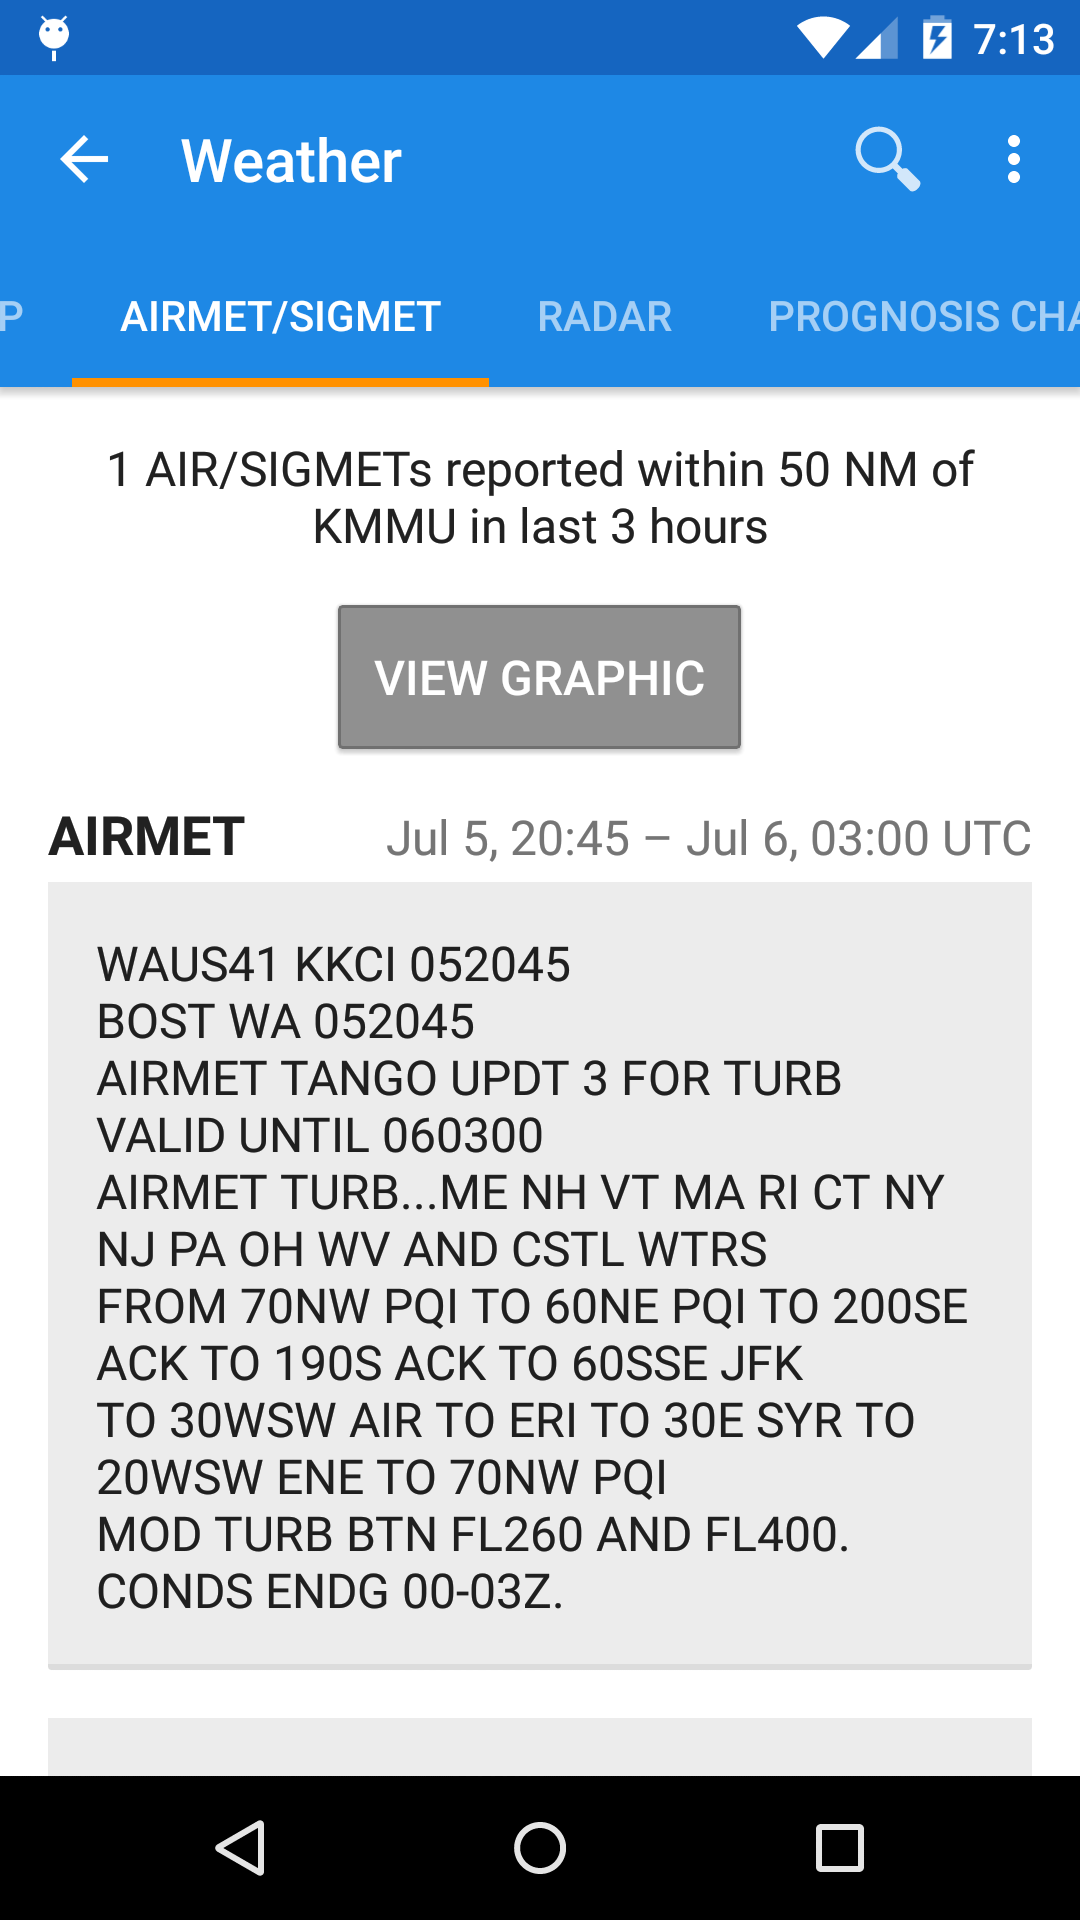 7:13
Weather
P AIRMET/SIGMET RADAR PROGNOSIS CHA
1 AIR/SIGMETs reported within 50 NM of
KMMU in last 3 hours
VIEW GRAPHIC
AIRMET Jul 5, 20:45 – Jul 6, 03:00 UTC
WAUS41 KKCI 052045
BOST WA 052045
AIRMET TANGO UPDT 3 FOR TURB
VALID UNTIL 060300
AIRMET TURB...ME NH VT MA RI CT NY
NJ PA OH WV AND CSTL WTRS
FROM 70NW PQI TO 60NE PQI TO 200SE
ACK TO 190S ACK TO 60SSE JFK
TO 30WSW AIR TO ERI TO 30E SYR TO
20WSW ENE TO 70NW PQI
MOD TURB BTN FL260 AND FL400.
CONDS ENDG 00-03Z.